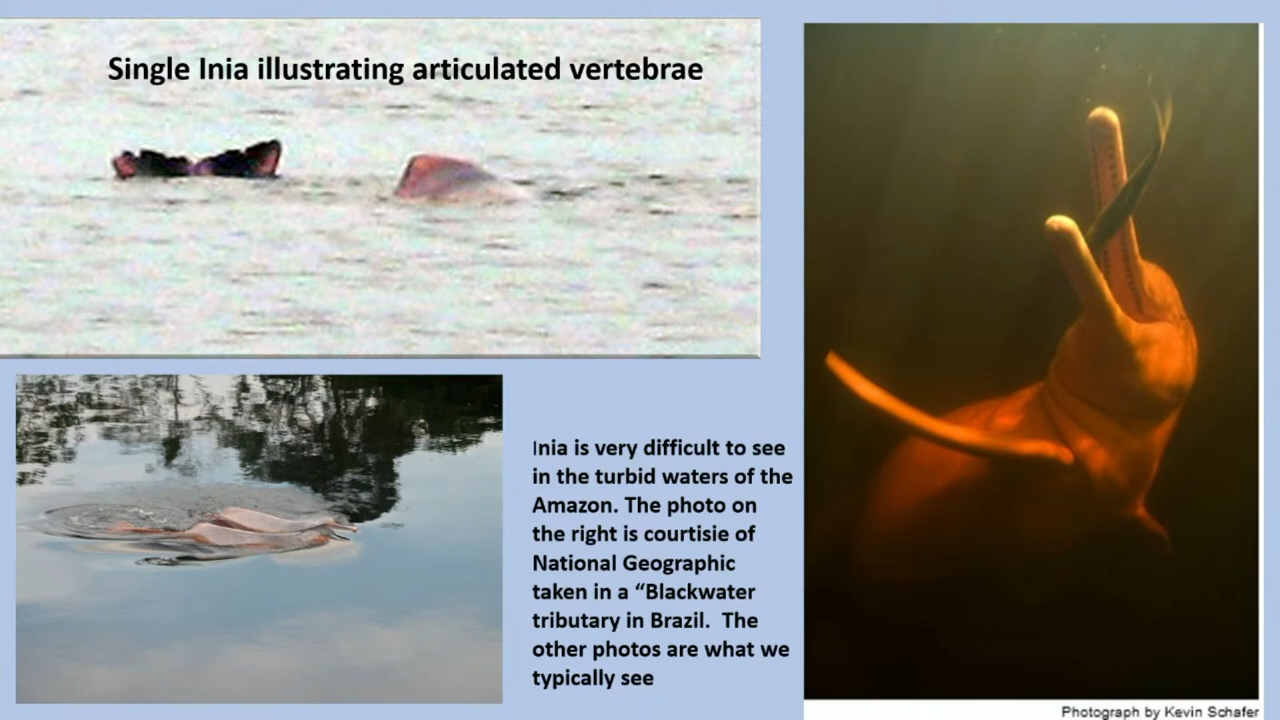 Single Inia illustrating articulated vertebrae
Inia is very difficult to see
in the turbid waters of the
Amazon. The photo on
the right is courtisie of
National Geographic
taken in a “Blackwater
tributary in Brazil.  The
other photos are what we
typically see
Photograph by Kevin Schafer